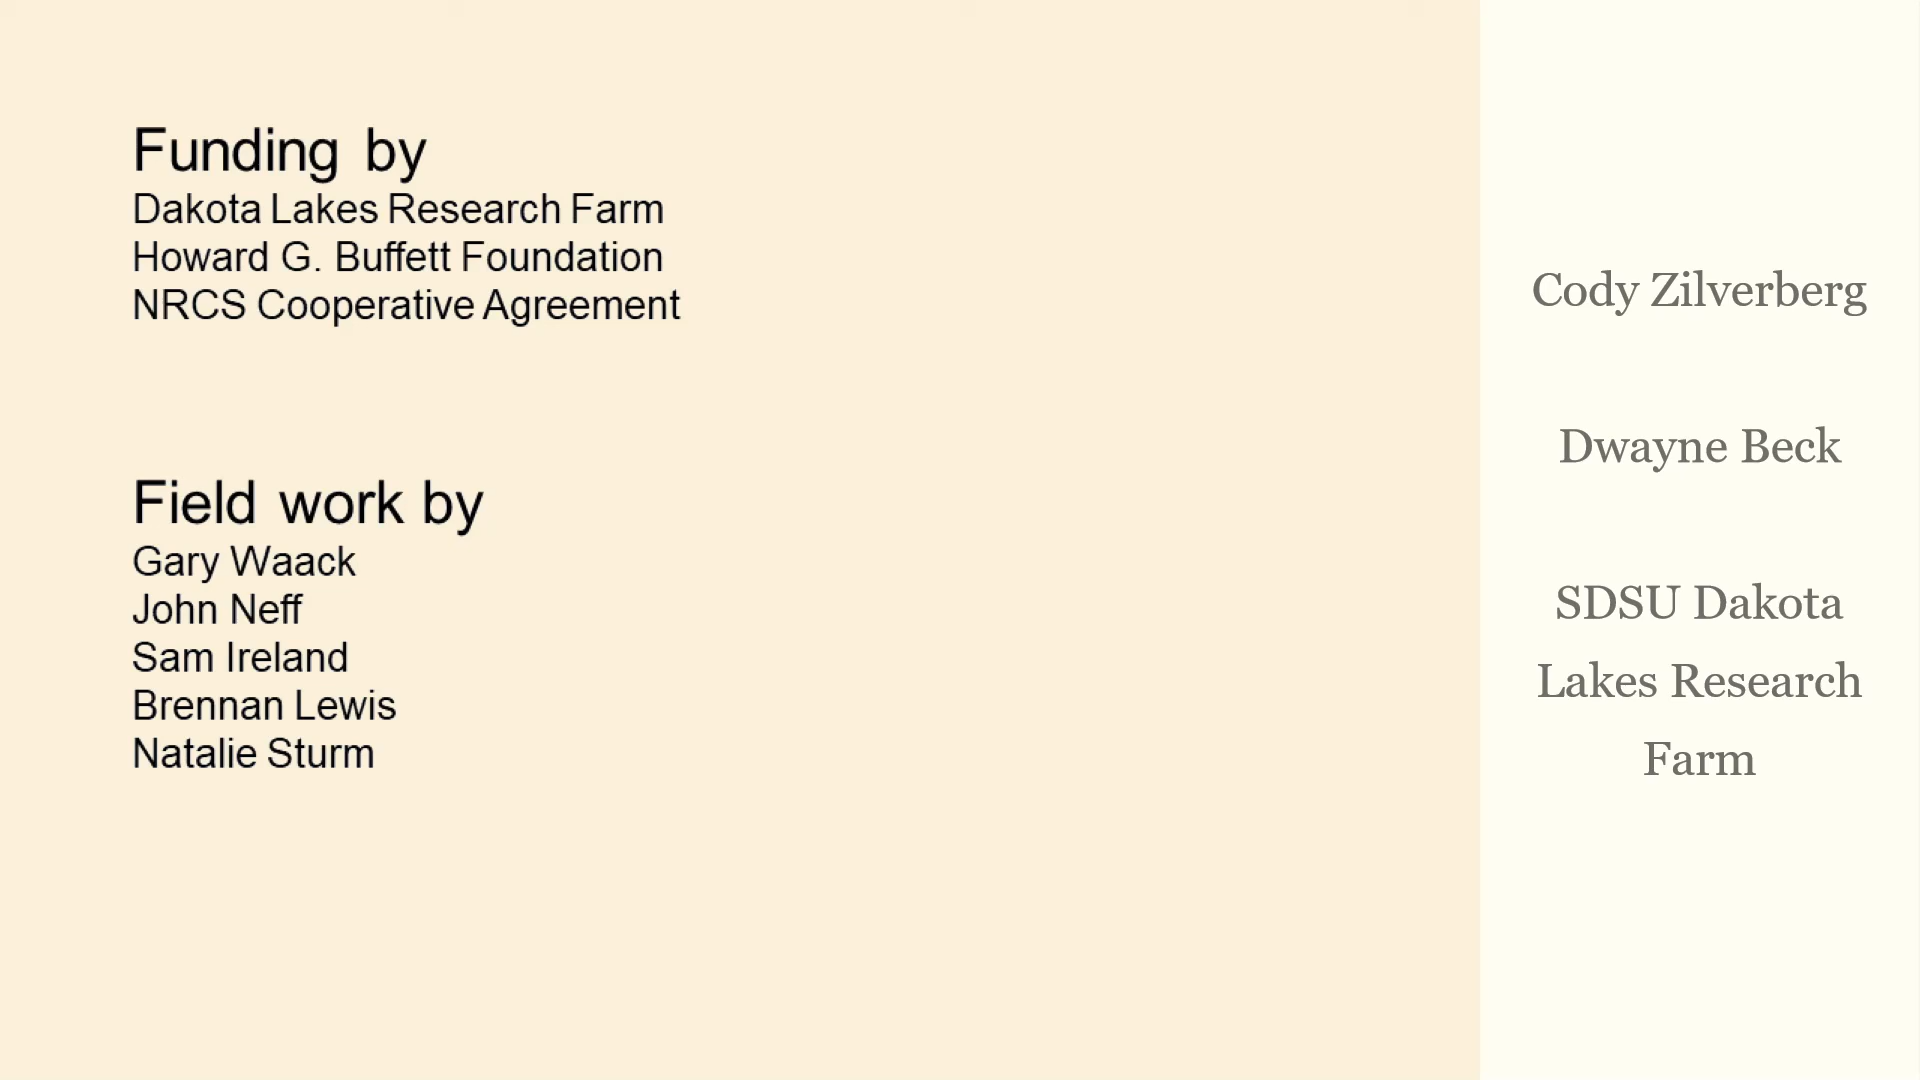 Funding by
Dakota Lakes Research Farm
Howard G. Buffett Foundation
NRCS Cooperative Agreement
Field work by
Gary Waack
John Neff
Sam Ireland
Brennan Lewis
Natalie Sturm
Cody Zilverberg
Dwayne Beck
SDSU Dakota
Lakes Research
Farm